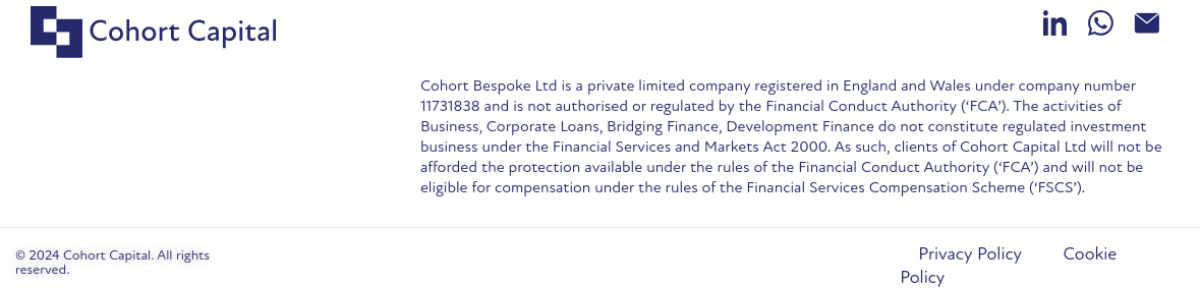 Cohort Capital
Cohort Bespoke Ltd is a private limited company registered in England and Wales under company number
11731838 and is not authorised or regulated by the Financial Conduct Authority (‘FCA’). The activities of
Business, Corporate Loans, Bridging Finance, Development Finance do not constitute regulated investment
business under the Financial Services and Markets Act 2000. As such, clients of Cohort Capital Ltd will not be
afforded the protection available under the rules of the Financial Conduct Authority (‘FCA’) and will not be
eligible for compensation under the rules of the Financial Services Compensation Scheme (‘FSCS’).
© 2024 Cohort Capital. All rights
reserved.
Privacy Policy Cookie
Policy